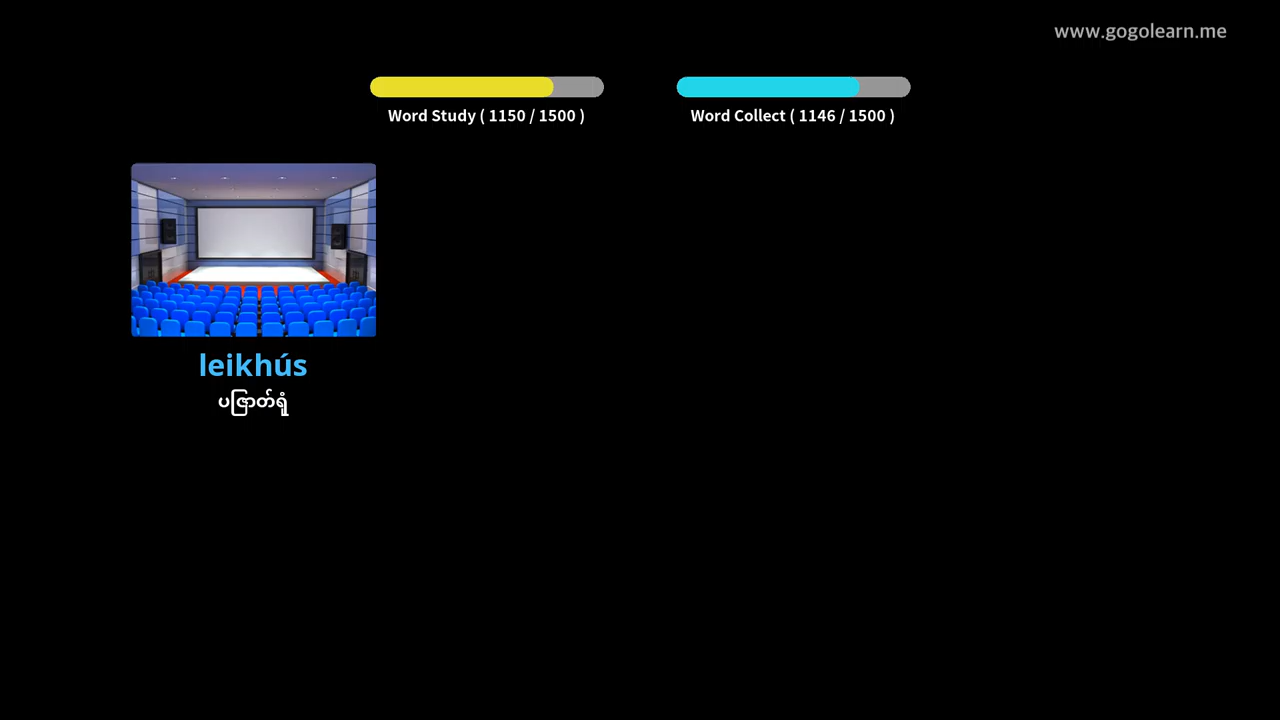 www.gogolearn.me
Word Study ( 1150 / 1500 )
Word Collect ( 1146 / 1500 )
leikhús
ပဇြာတ်ရုံ